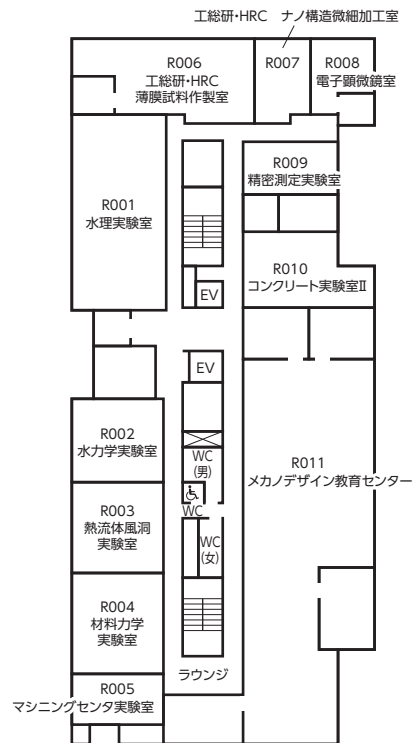 工総研・HRC ナノ構造微細加工室
R006
工総研・HRC
薄膜試料作製室
R007
R008
電子顕微鏡室
R009
精密測定実験室
R001
水理実験室
R010
コンクリート実験室Ⅱ
EV
EV
R002
水力学実験室
WC
(男)
R011
メカノデザイン教育センター
WC
R003
熱流体風洞
実験室
WC
(女)
R004
材料力学
実験室
ラウンジ
R005
マシニングセンタ実験室